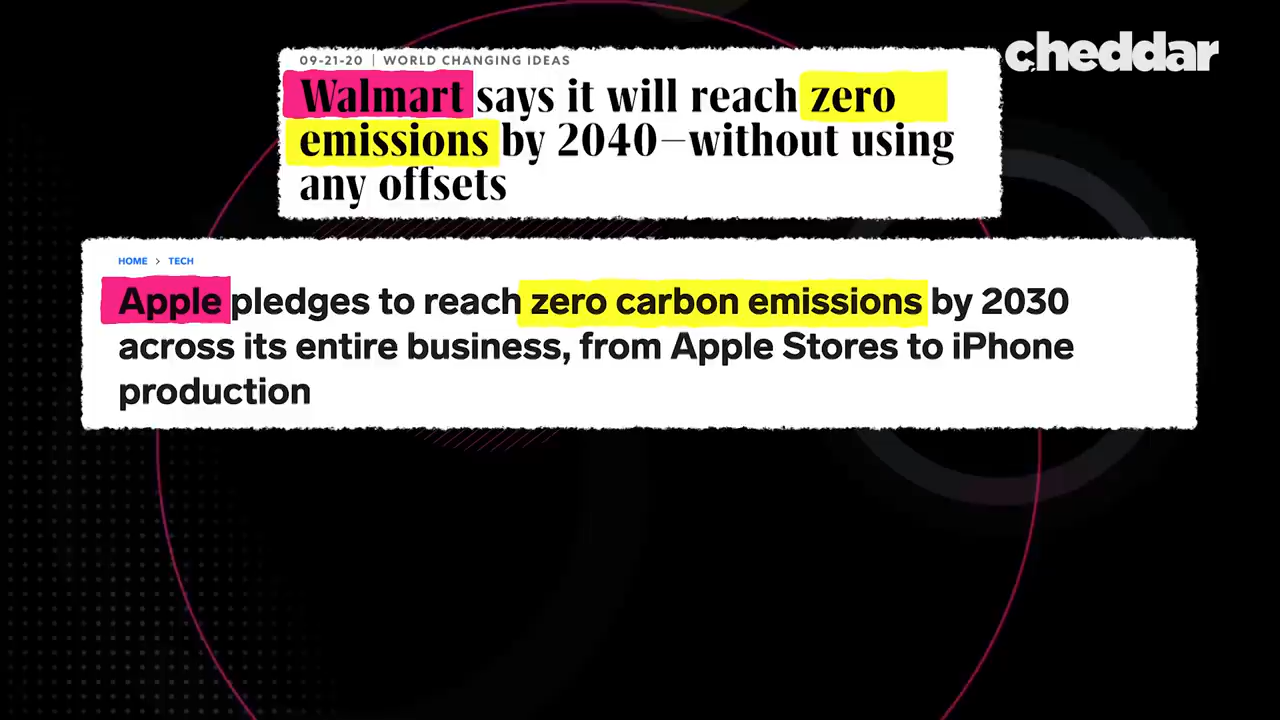 cheddar
09-21-20 | WORLD CHANGING IDEAS
Walmart says it will reach zero
emissions by 2040—without using
any offsets
HOME > TECH
Apple pledges to reach zero carbon emissions by 2030
across its entire business, from Apple Stores to iPhone
production